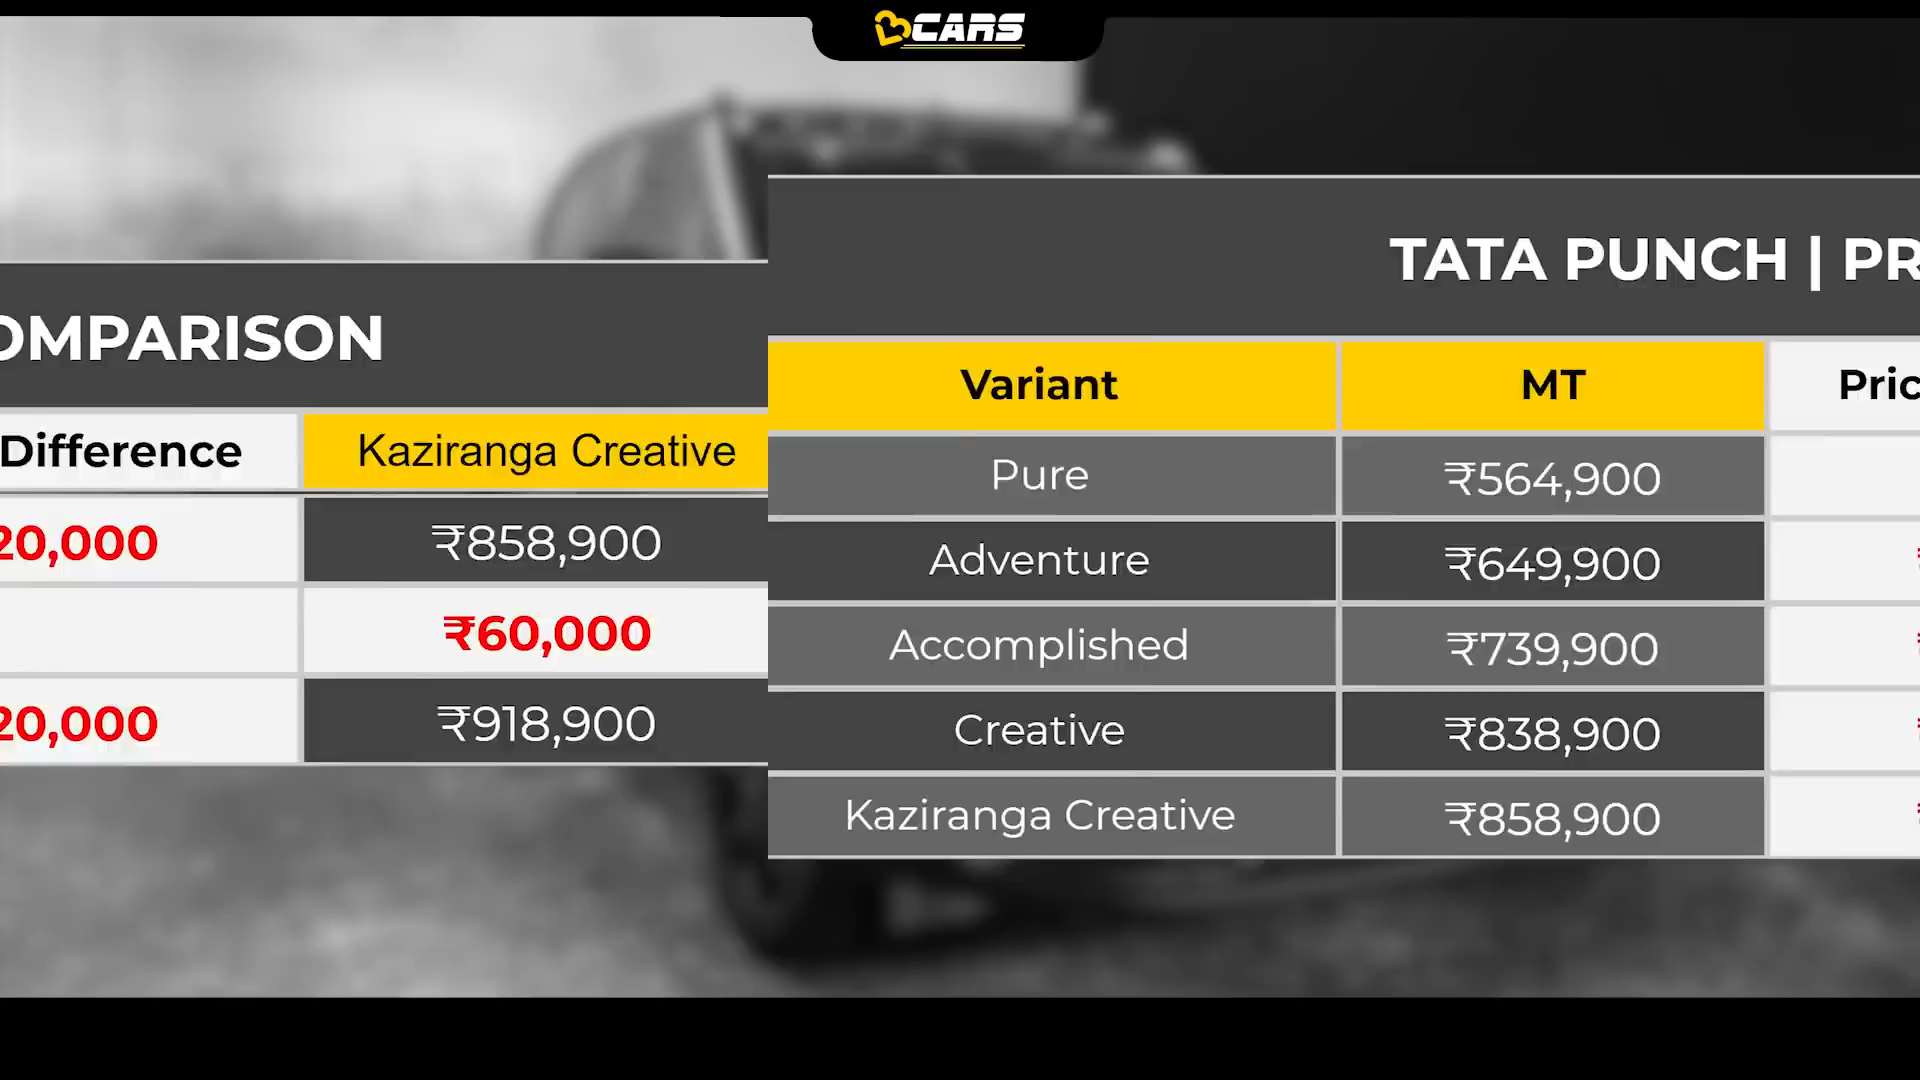 CARS
OMPARISON
Difference Kaziranga Creative
20,000 ₹858,900
₹60,000
20,000 ₹918,900
TATA PUNCH | PR
Variant MT Pric
Pure ₹564,900
Adventure ₹649,900
Accomplished ₹739,900
Creative ₹838,900
Kaziranga Creative ₹858,900